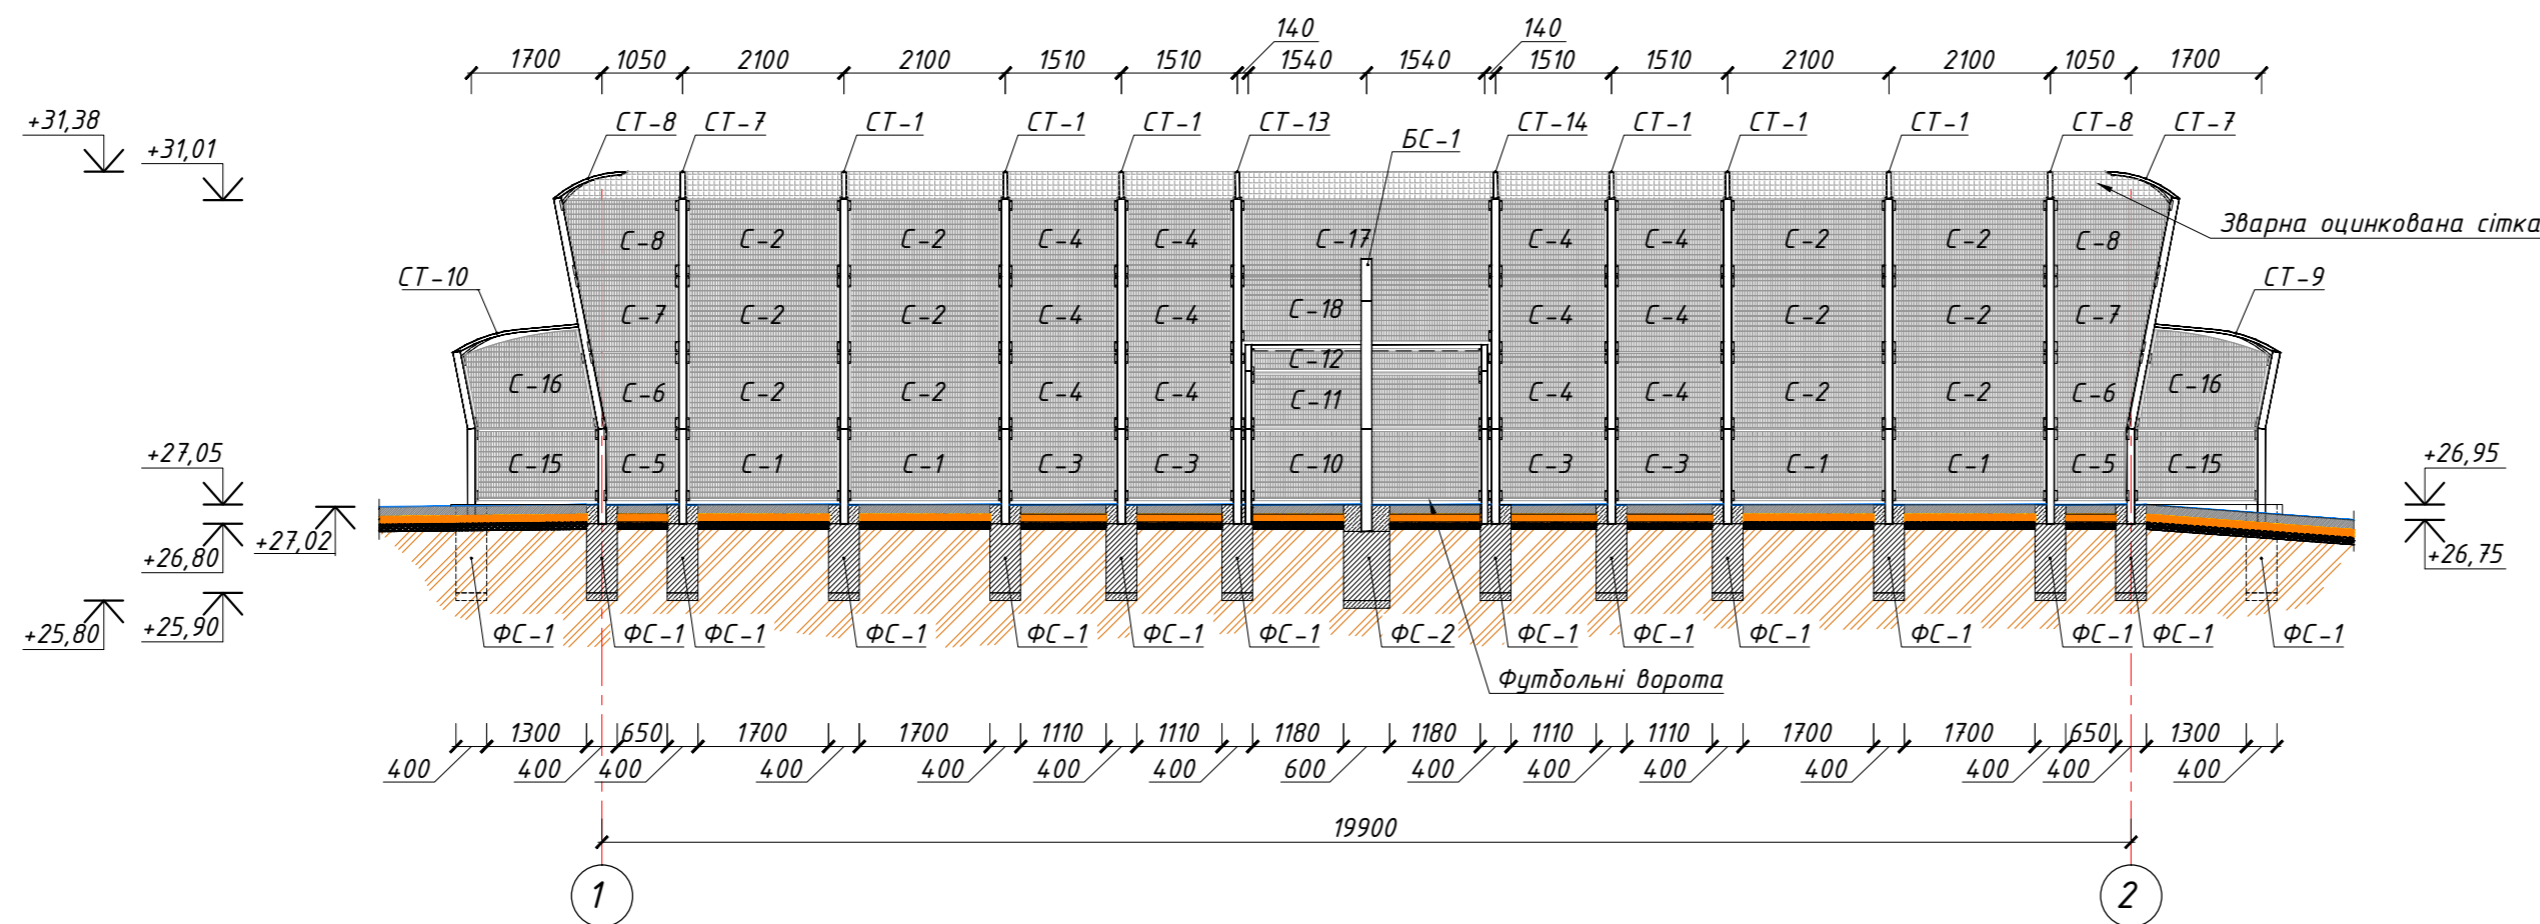 140 140
1700 1050 2100 2100 1510 1510 1540 1540 1510 1510 2100 2100 1050 1700
+31,38 СТ-8 СТ-7 СТ-1 СТ-1 СТ-1 СТ-13 БС-1 СТ-14 СТ-1 СТ-1 СТ-1 СТ-8 СТ-7
+31,01
Зварна оцинкована сітка
С-8 С-2 С-2 С-4 С-4 С-17 С-4 С-4 С-2 С-2 С-8
СТ-10 СТ-9
С-7 С-2 С-2 С-4 С-4 С-18 С-4 С-4 С-2 С-2 С-7
С-12
С-16 С-6 С-2 С-2 С-4 С-4 С-11 С-4 С-4 С-2 С-2 С-6 С-16
+27,05 +26,95
С-15 С-5 С-1 С-1 С-3 С-3 С-10 С-3 С-3 С-1 С-1 С-5 С-15
+27,02
+26,80 +26,75
+25,80 +25,90 ФС-1 ФС-1 ФС-1 ФС-1 ФС-1 ФС-1 ФС-1 ФС-2 ФС-1 ФС-1 ФС-1 ФС-1 ФС-1 ФС-1 ФС-1
Футбольні ворота
1300 650 1700 1700 1110 1110 1180 1180 1110 1110 1700 1700 650 1300
400 400 400 400 400 400 400 600 400 400 400 400 400 400 400
19900
1 2